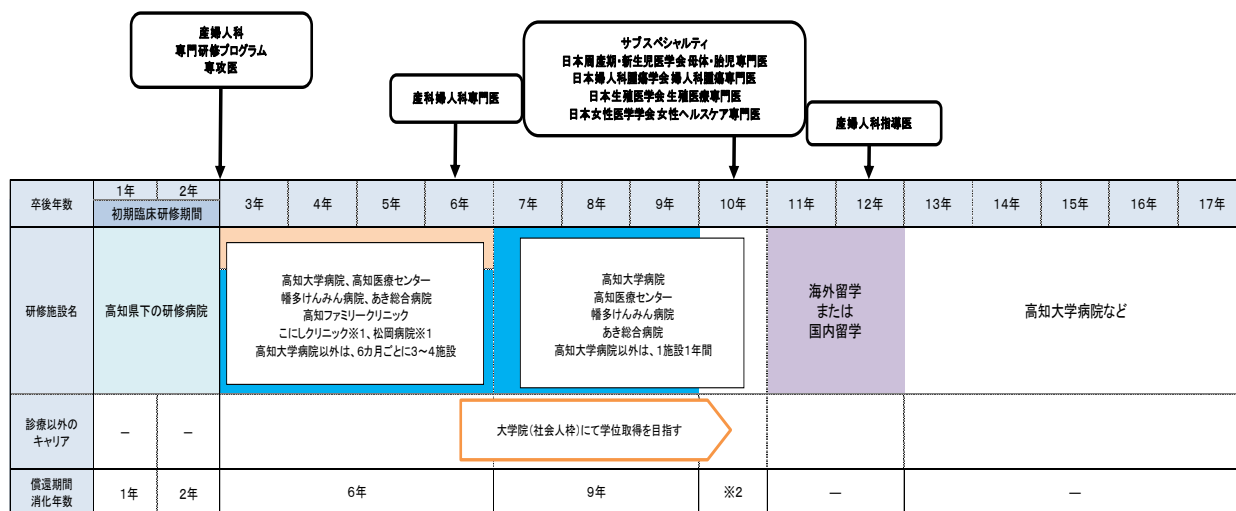 産婦人科
専門研修プログラム
専攻医
産科婦人科専門医
サブスペシャルティ
日本周産期・新生児医学会 母体・胎児専門医
日本婦人科腫瘍学会 婦人科腫瘍専門医
日本生殖医学会 生殖医療専門医
日本女性医学学会 女性ヘルスケア専門医
産婦人科指導医
卒後年数
1年 2年
初期臨床研修期間
3年 4年 5年 6年 7年 8年 9年 10年 11年 12年 13年 14年 15年 16年 17年
研修施設名
高知県下の研修病院
高知大学病院、高知医療センター
幡多けんみん病院、あき総合病院
高知ファミリークリニック
こにしクリニック※1、松岡病院※1
高知大学病院以外は、6カ月ごとに3～4施設
高知大学病院
高知医療センター
幡多けんみん病院
あき総合病院
高知大学病院以外は、1施設1年間
海外留学
または
国内留学
高知大学病院など
診療以外の
キャリア
－ －
大学院(社会人枠)にて学位取得を目指す
償還期間
消化年数
1年 2年 6年 9年 ※2 － －